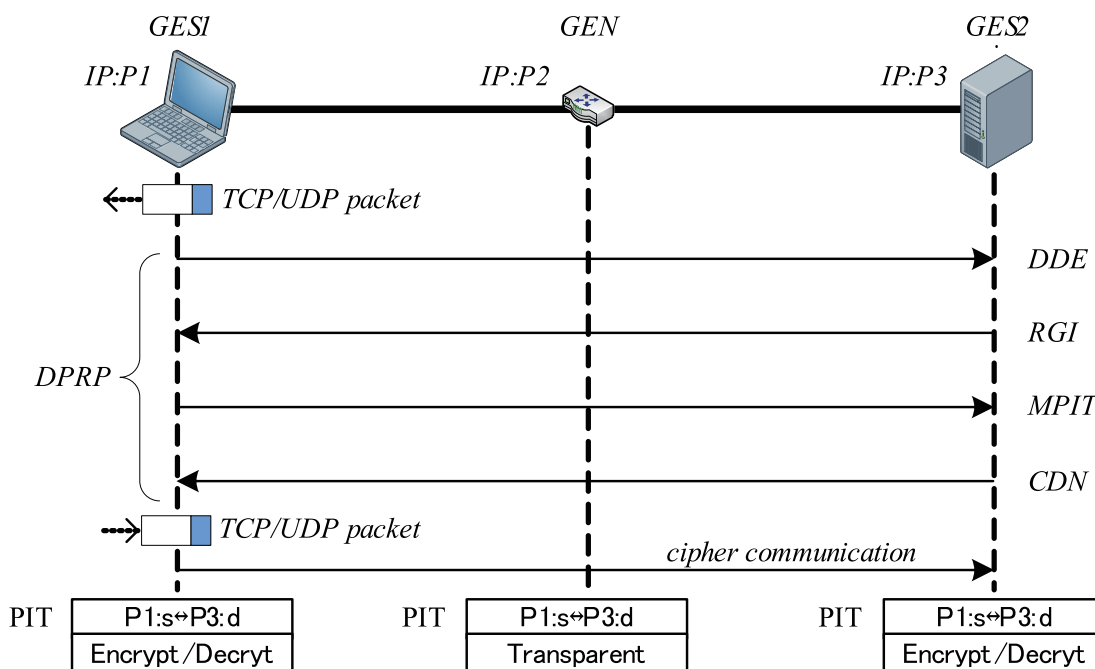 GES1
GEN
GES2
IP:P1
IP:P2
IP:P3
TCP/UDP packet
DDE
RGI
DPRP
MPIT
CDN
TCP/UDP packet
cipher communication
PIT
P1:s↔P3:d
Encrypt/Decryt
PIT
P1:s↔P3:d
Transparent
PIT
P1:s↔P3:d
Encrypt/Decryt